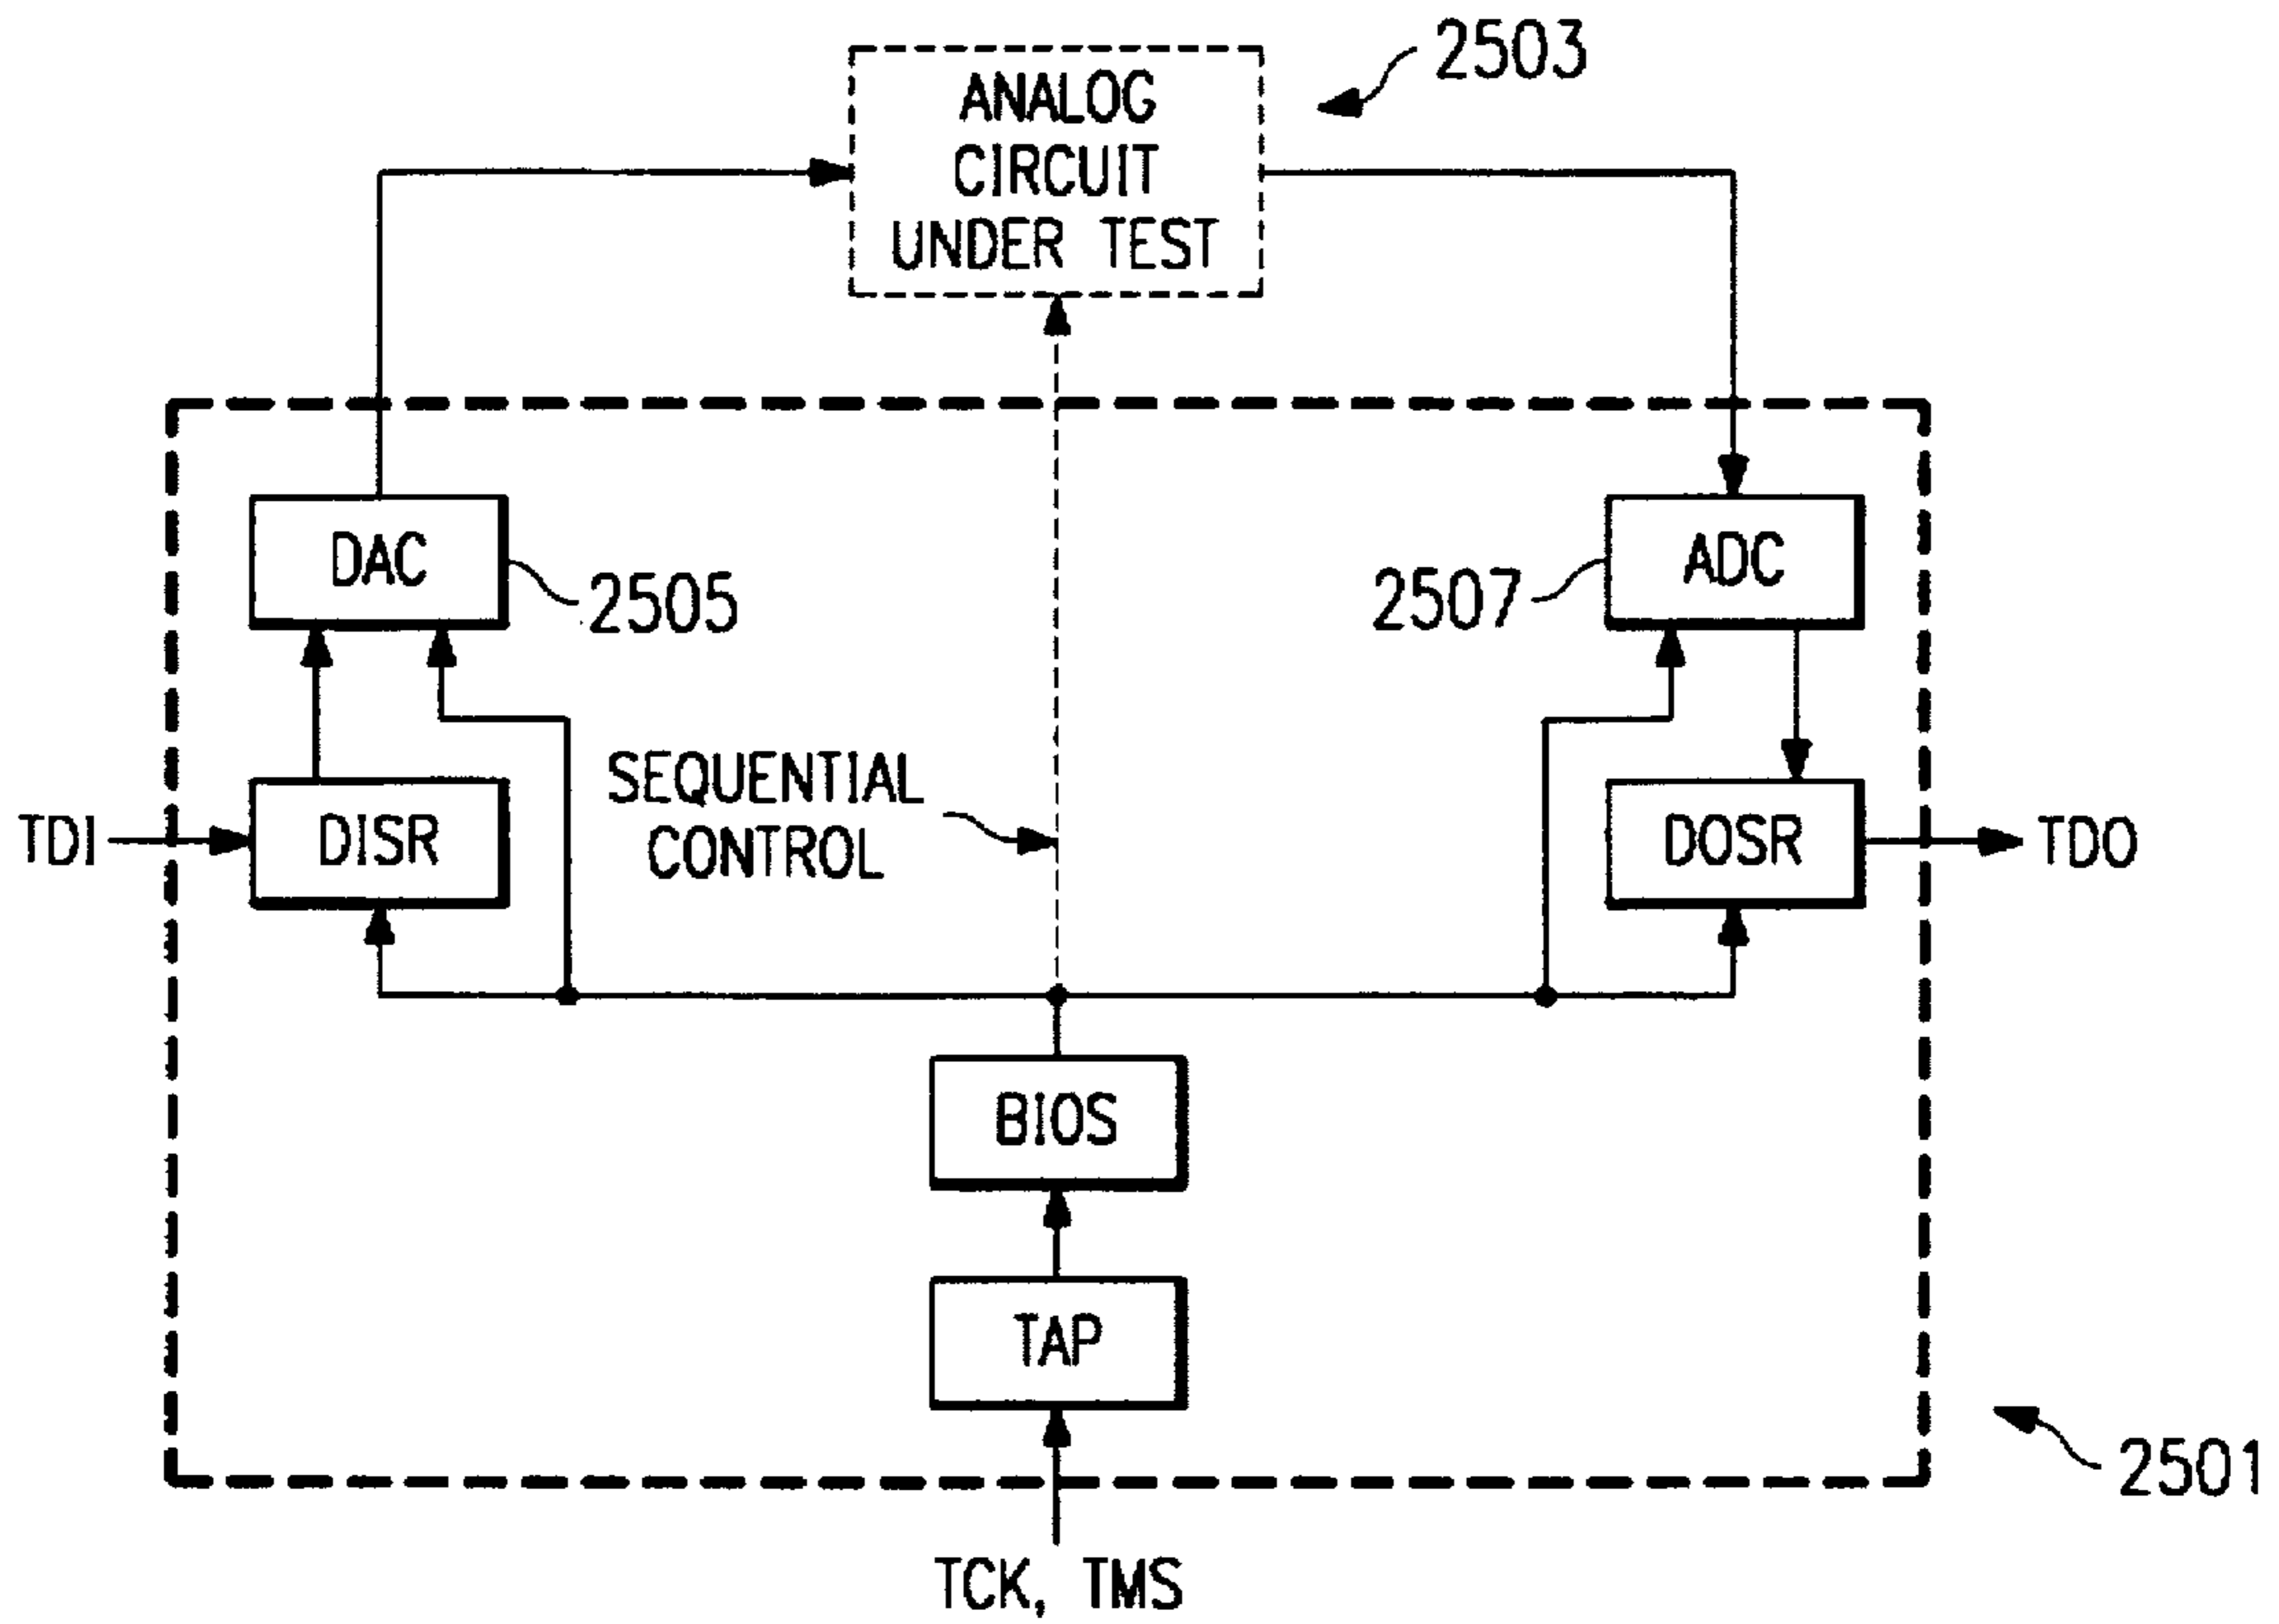 2503
ANALOG
CIRCUIT
UNDER TEST
DAC
2505
2507
ADC
SEQUENTIAL
CONTROL
TDI
DISR
DOSR
TDO
BIOS
TAP
2501
TCK, TMS